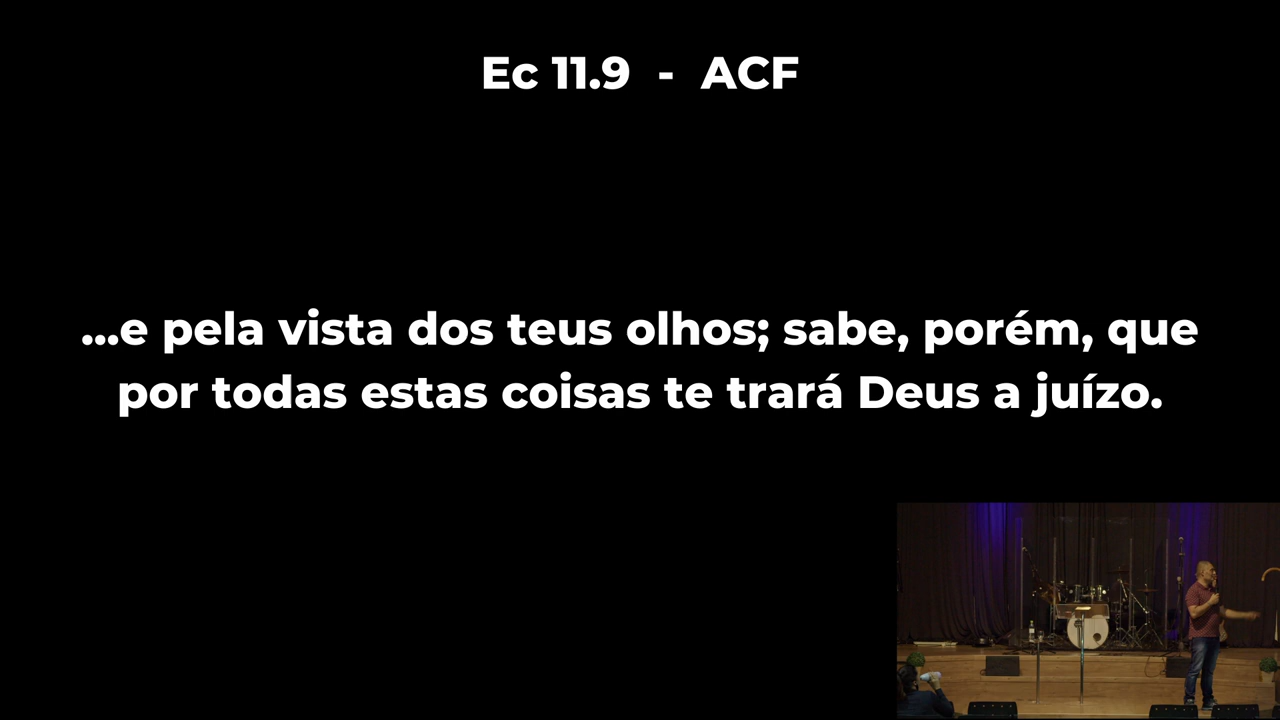 Ec 11.9 - ACF
...e pela vista dos teus olhos; sabe, porém, que
por todas estas coisas te trará Deus a juízo.